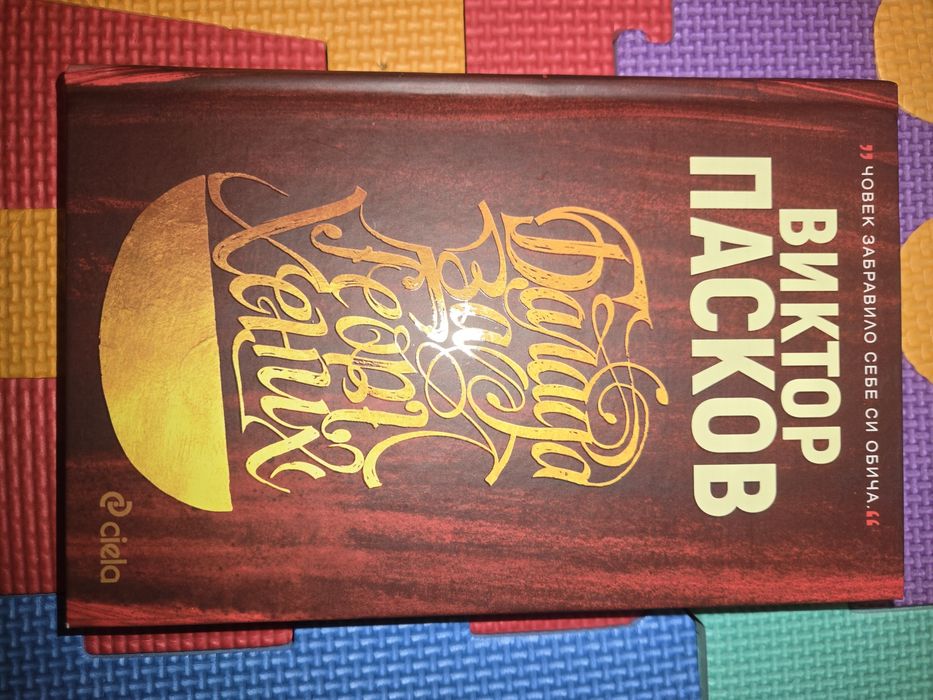 „ ЧОВЕК ЗАБРАВИЛО СЕБЕ СИ ОБИЧА. “
ВИКТОР
ПАСКОВ
Балада
за
Георг
Хених
ciela